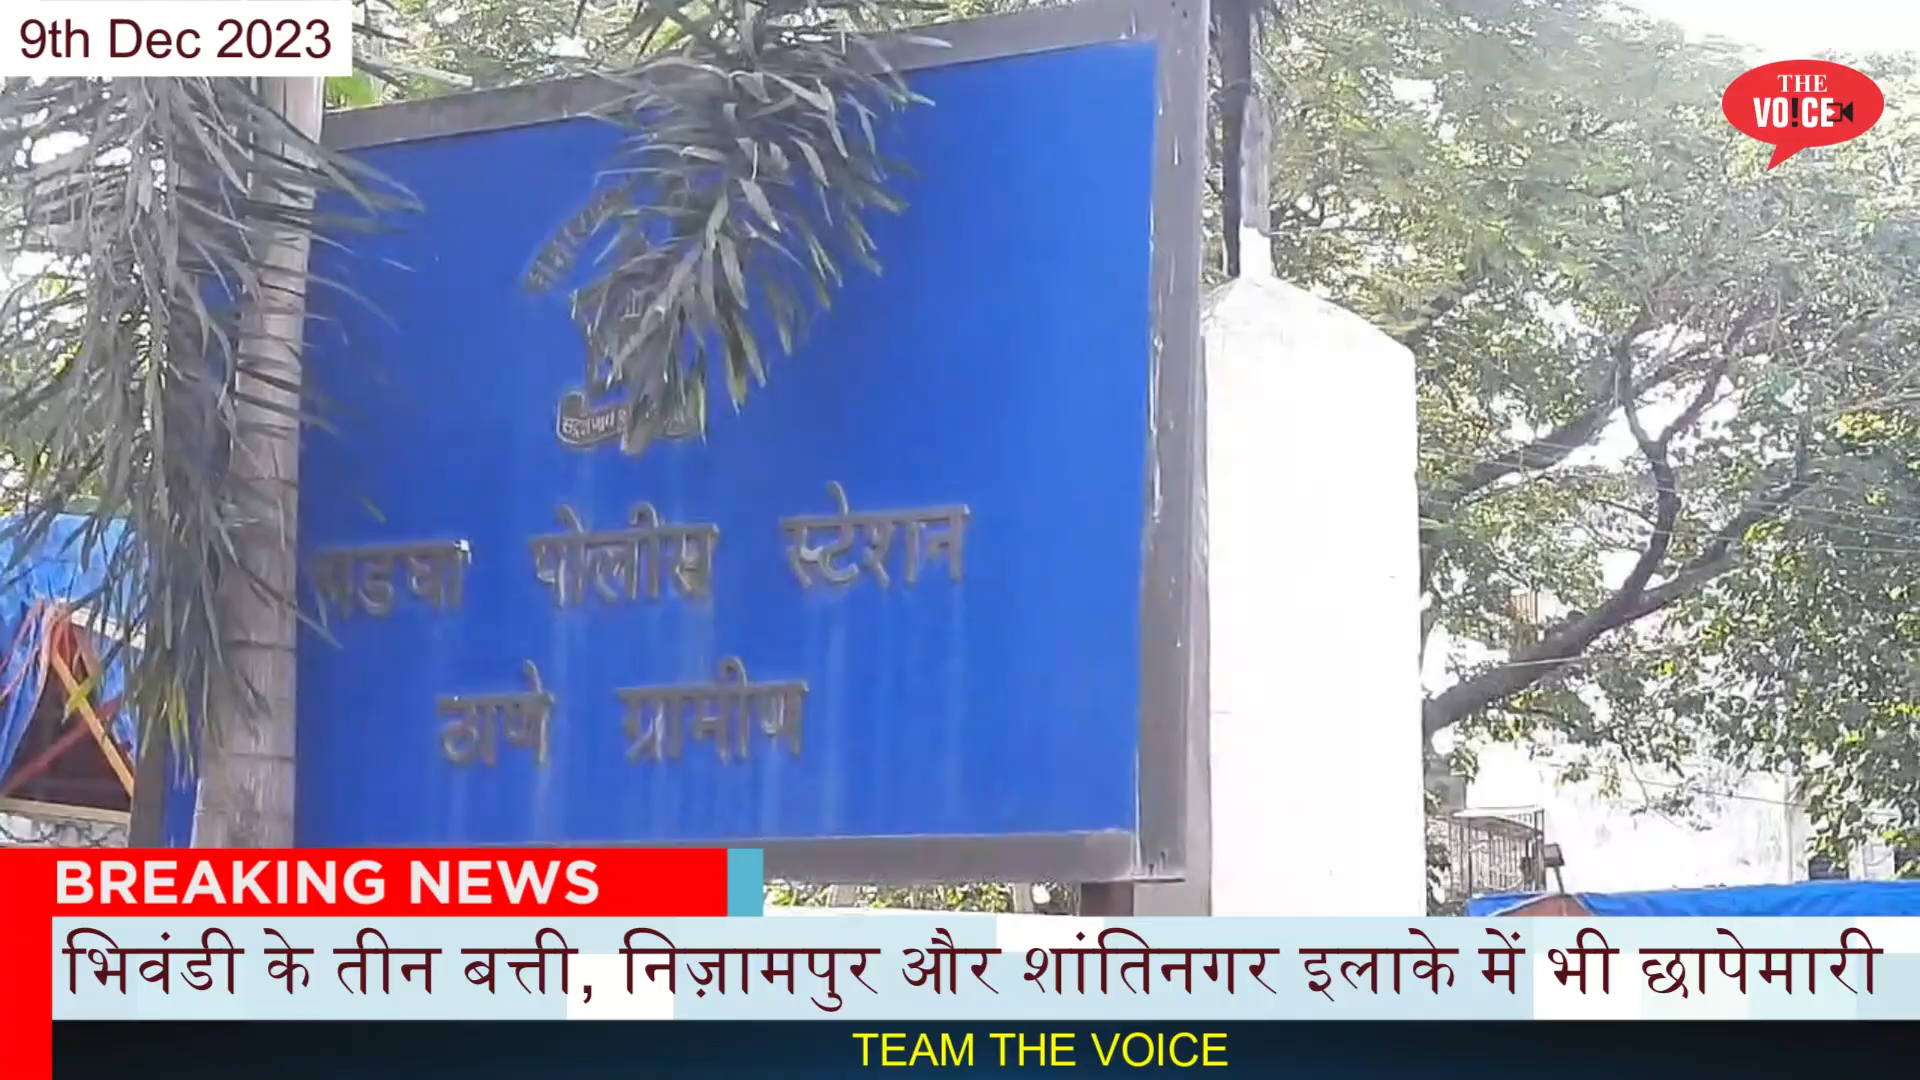 9th Dec 2023
THE
VO!CE
पोलीस स्टेशन
ठाणे ग्रामीण
BREAKING NEWS
भिवंडी के तीन बत्ती, निज़ामपुर और शांतिनगर इलाके में भी छापेमारी
TEAM THE VOICE